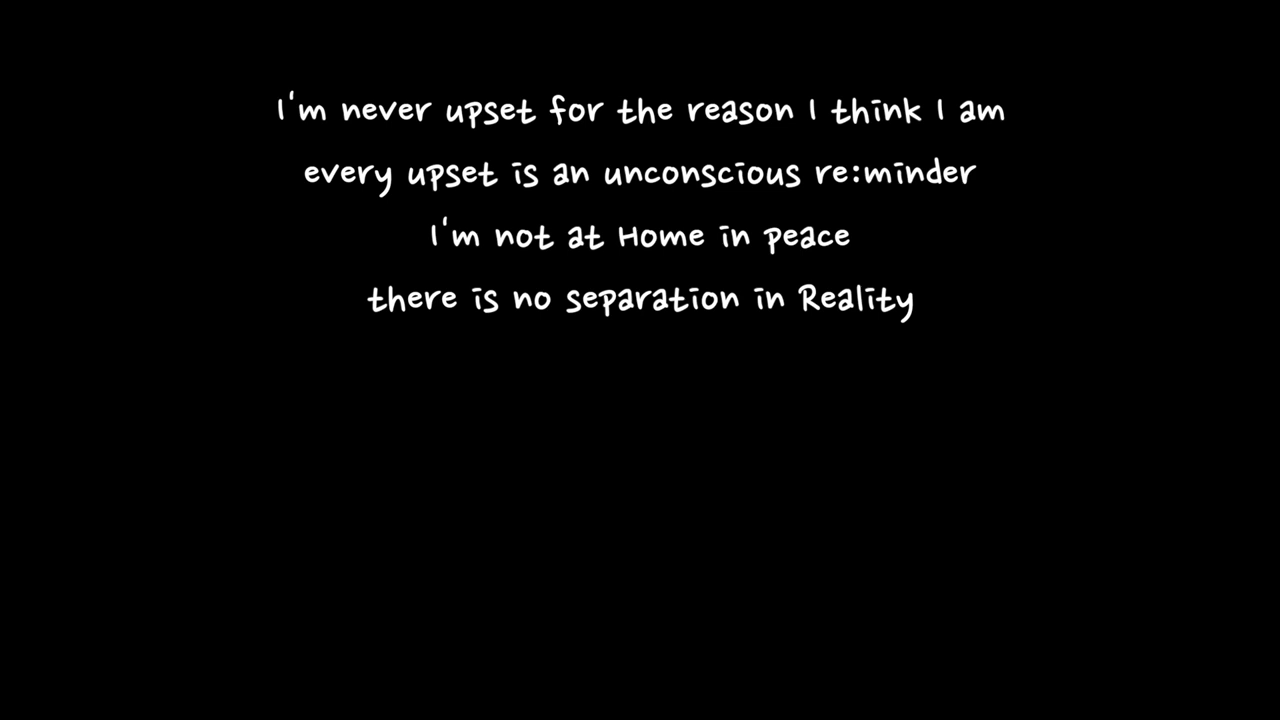 I'm never upset for the reason I think I am
every upset is an unconscious re:minder
I'm not at Home in peace
there is no separation in Reality